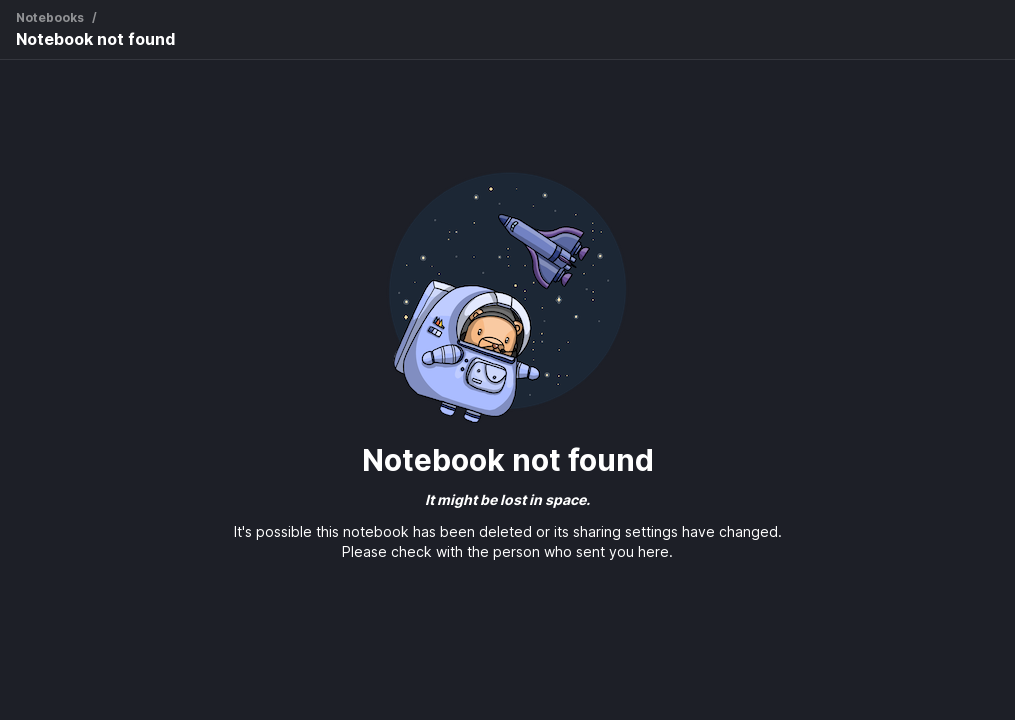 Notebooks /
Notebook not found
Notebook not found
It might be lost in space.
It's possible this notebook has been deleted or its sharing settings have changed.
Please check with the person who sent you here.